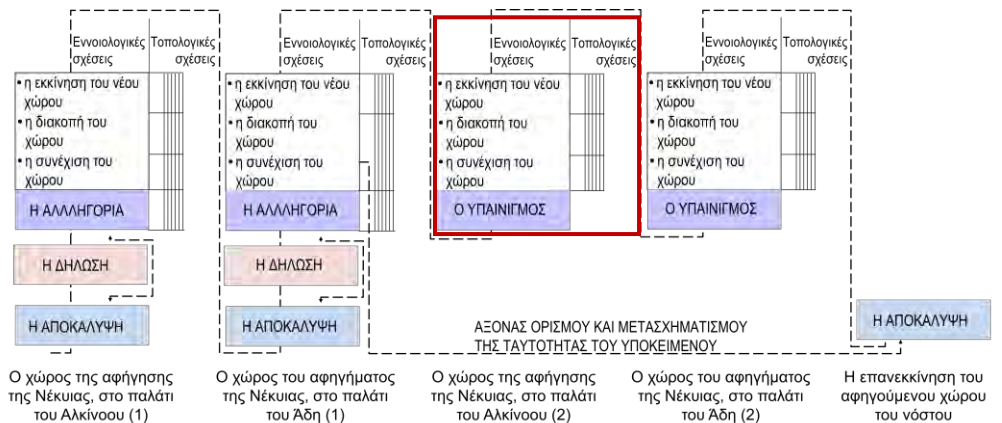 Εννοιολογικές σχέσεις
Τοπολογικές σχέσεις
• η εκκίνηση του νέου
χώρου
• η διακοπή του
χώρου
• η συνέχιση του
χώρου
Η ΑΛΛΛΗΓΟΡΙΑ
Η ΔΗΛΩΣΗ
Η ΑΠΟΚΑΛΥΨΗ
Ο χώρος της αφήγησης
της Νέκυιας, στο παλάτι
του Αλκίνοου (1)
Εννοιολογικές σχέσεις
Τοπολογικές σχέσεις
• η εκκίνηση του νέου
χώρου
• η διακοπή του
χώρου
• η συνέχιση του
χώρου
Η ΑΛΛΛΗΓΟΡΙΑ
Η ΔΗΛΩΣΗ
Η ΑΠΟΚΑΛΥΨΗ
Ο χώρος του αφηγήματος
της Νέκυιας, στο παλάτι
του Άδη (1)
Εννοιολογικές σχέσεις
Τοπολογικές σχέσεις
• η εκκίνηση του νέου
χώρου
• η διακοπή του
χώρου
• η συνέχιση του
χώρου
Ο ΥΠΑΙΝΙΓΜΟΣ
ΑΞΟΝΑΣ ΟΡΙΣΜΟΥ ΚΑΙ ΜΕΤΑΣΧΗΜΑΤΙΣΜΟΥ
ΤΗΣ ΤΑΥΤΟΤΗΤΑΣ ΤΟΥ ΥΠΟΚΕΙΜΕΝΟΥ
Ο χώρος της αφήγησης
της Νέκυιας, στο παλάτι
του Αλκίνοου (2)
Εννοιολογικές σχέσεις
Τοπολογικές σχέσεις
• η εκκίνηση του νέου
χώρου
• η διακοπή του
χώρου
• η συνέχιση του
χώρου
Ο ΥΠΑΙΝΙΓΜΟΣ
Ο χώρος του αφηγήματος
της Νέκυιας, στο παλάτι
του Άδη (2)
Η ΑΠΟΚΑΛΥΨΗ
Η επανεκκίνηση του
αφηγούμενου χώρου
του νόστου